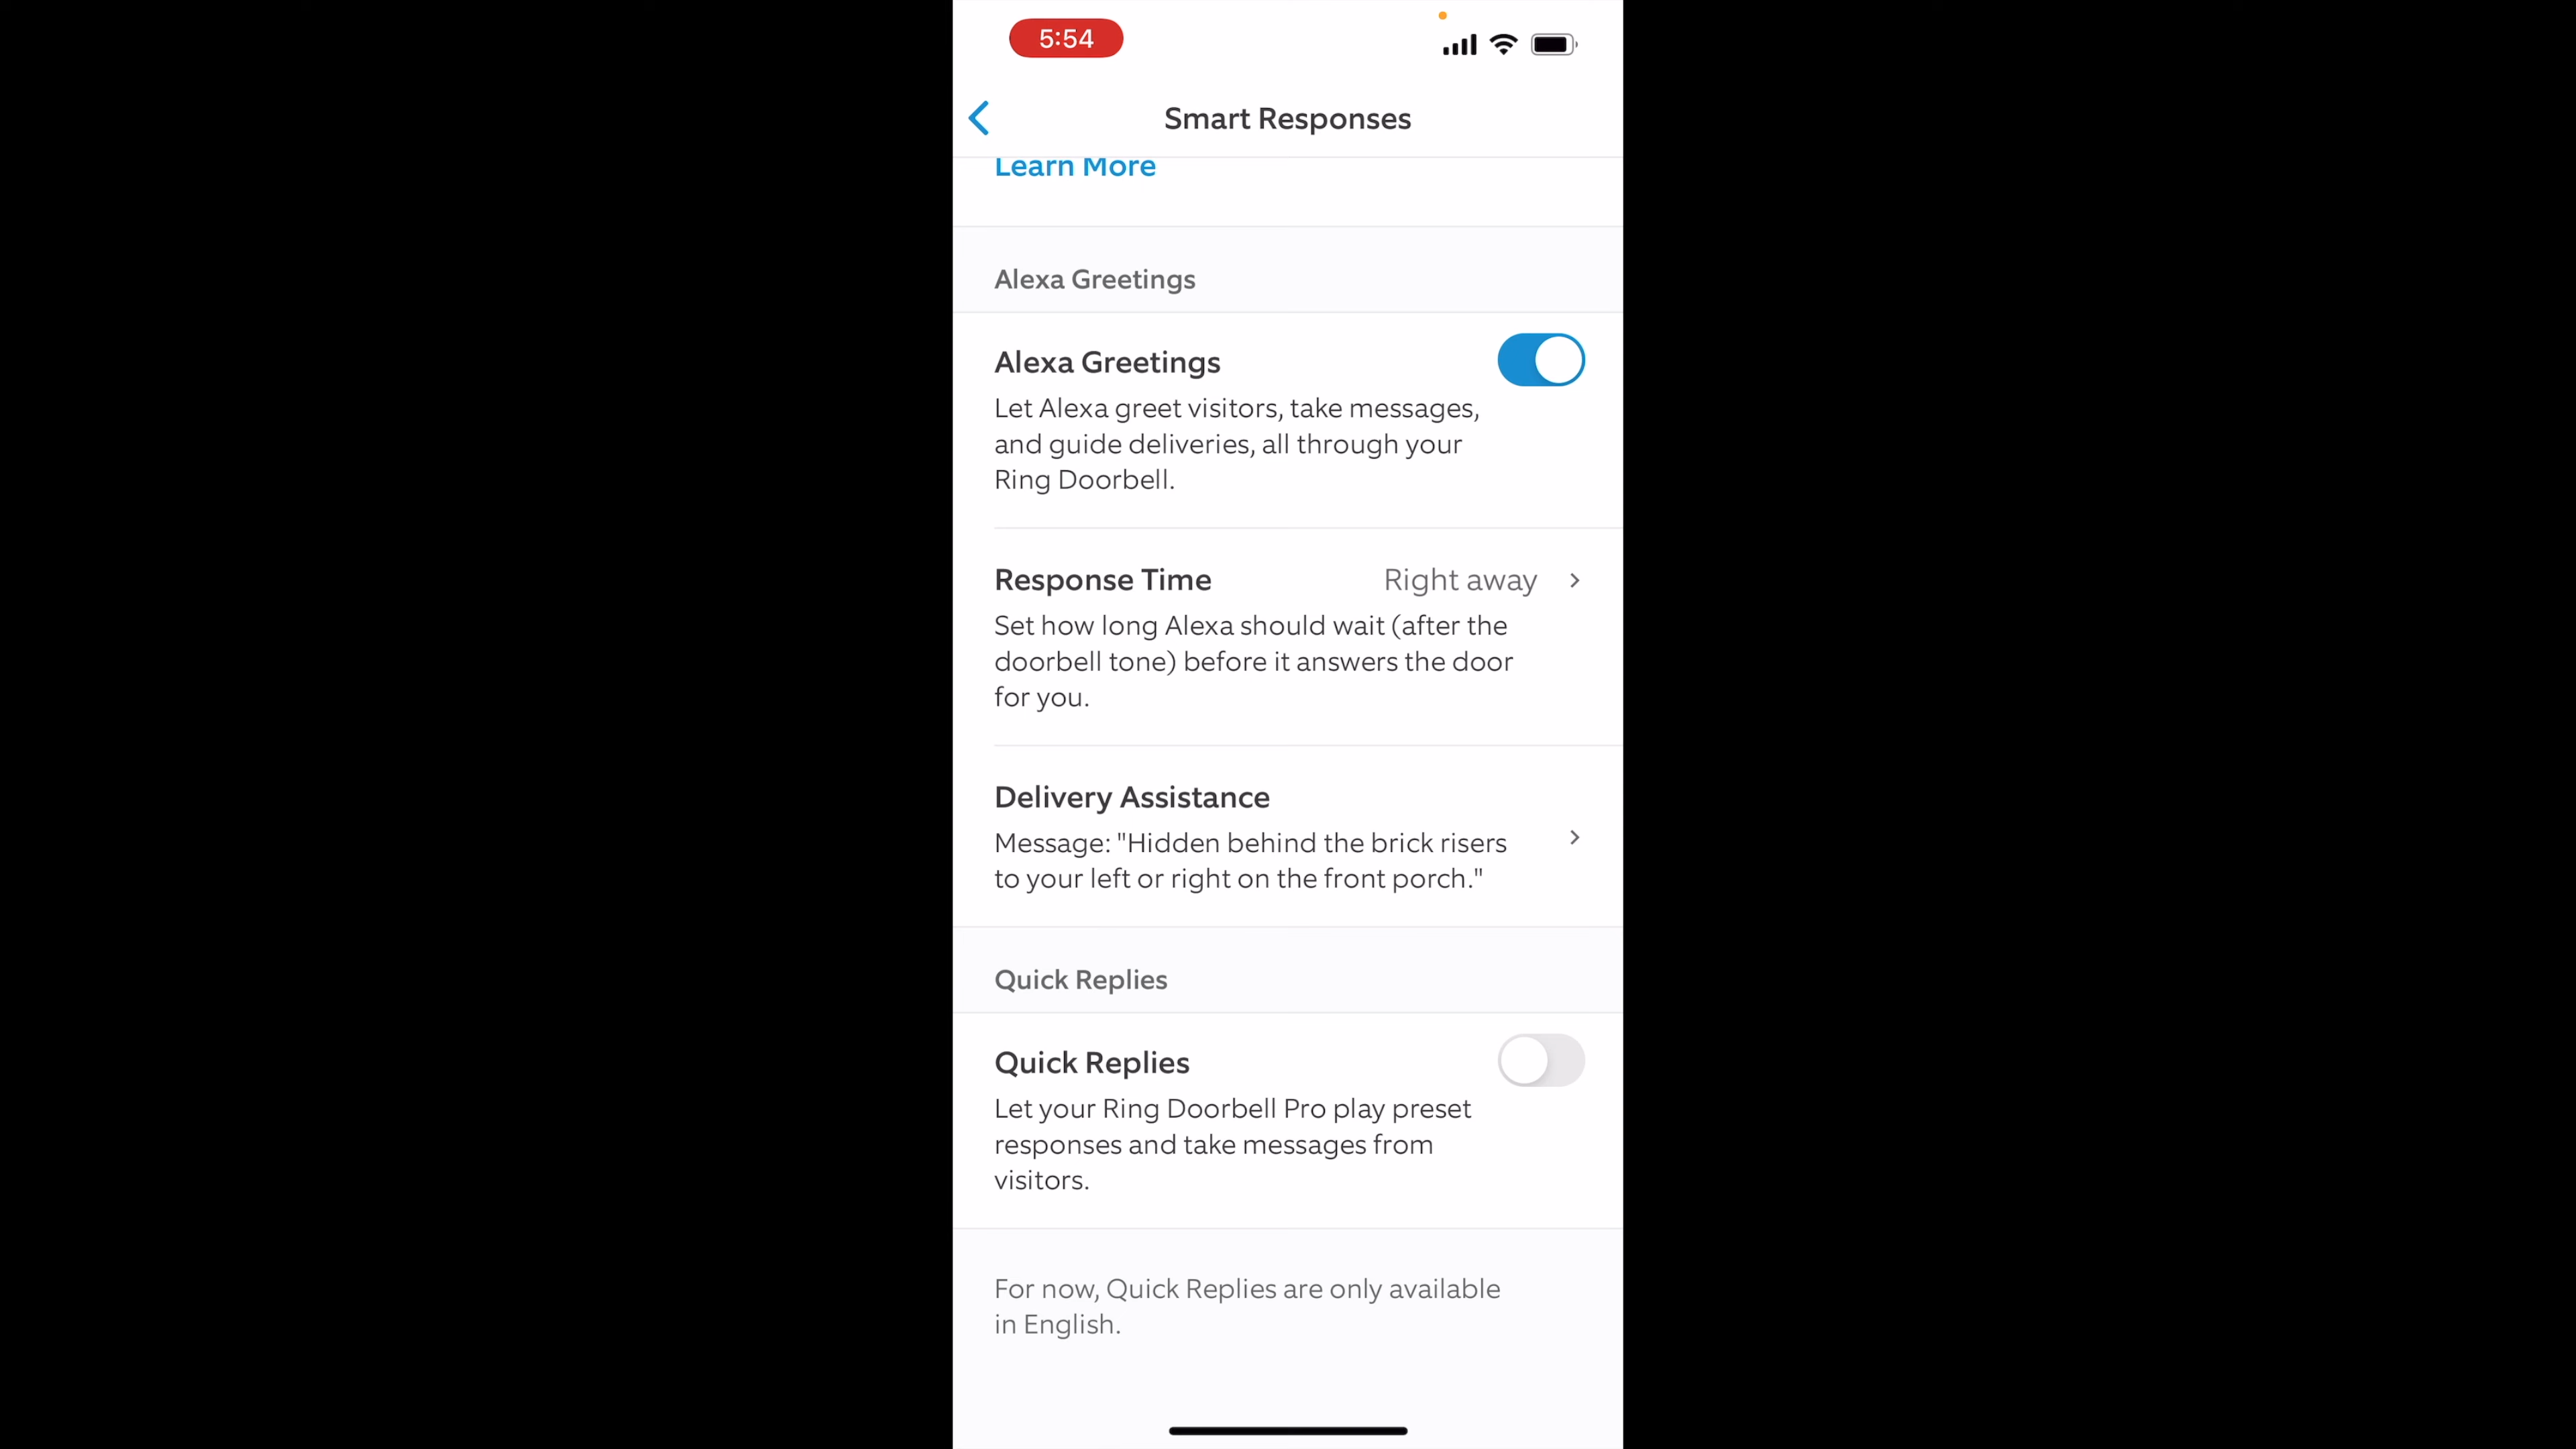 5:54
Smart Responses
Learn More
Alexa Greetings
Alexa Greetings
Let Alexa greet visitors, take messages,
and guide deliveries, all through your
Ring Doorbell.
Response Time Right away
Set how long Alexa should wait (after the
doorbell tone) before it answers the door
for you.
Delivery Assistance
Message: "Hidden behind the brick risers
to your left or right on the front porch."
Quick Replies
Quick Replies
Let your Ring Doorbell Pro play preset
responses and take messages from
visitors.
For now, Quick Replies are only available
in English.